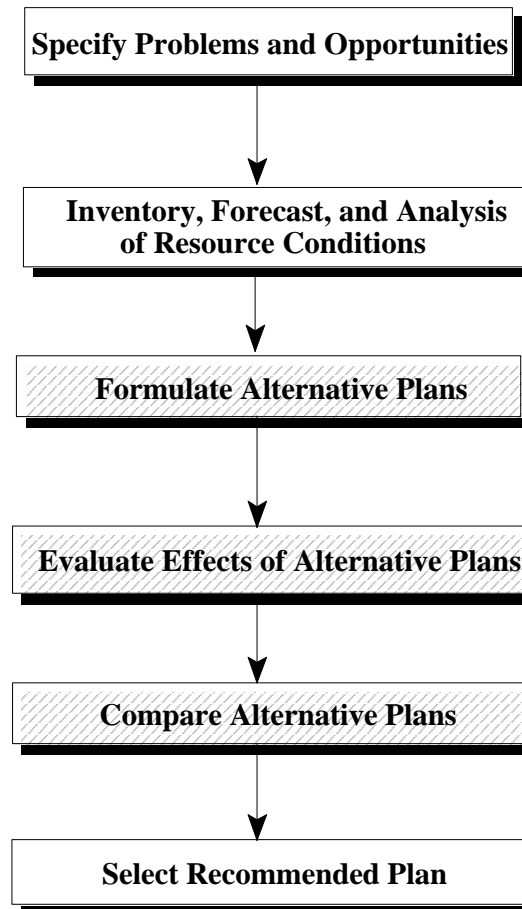 Specify Problems and Opportunities
Inventory, Forecast, and Analysis
of Resource Conditions
Formulate Alternative Plans
Evaluate Effects of Alternative Plans
Compare Alternative Plans
Select Recommended Plan